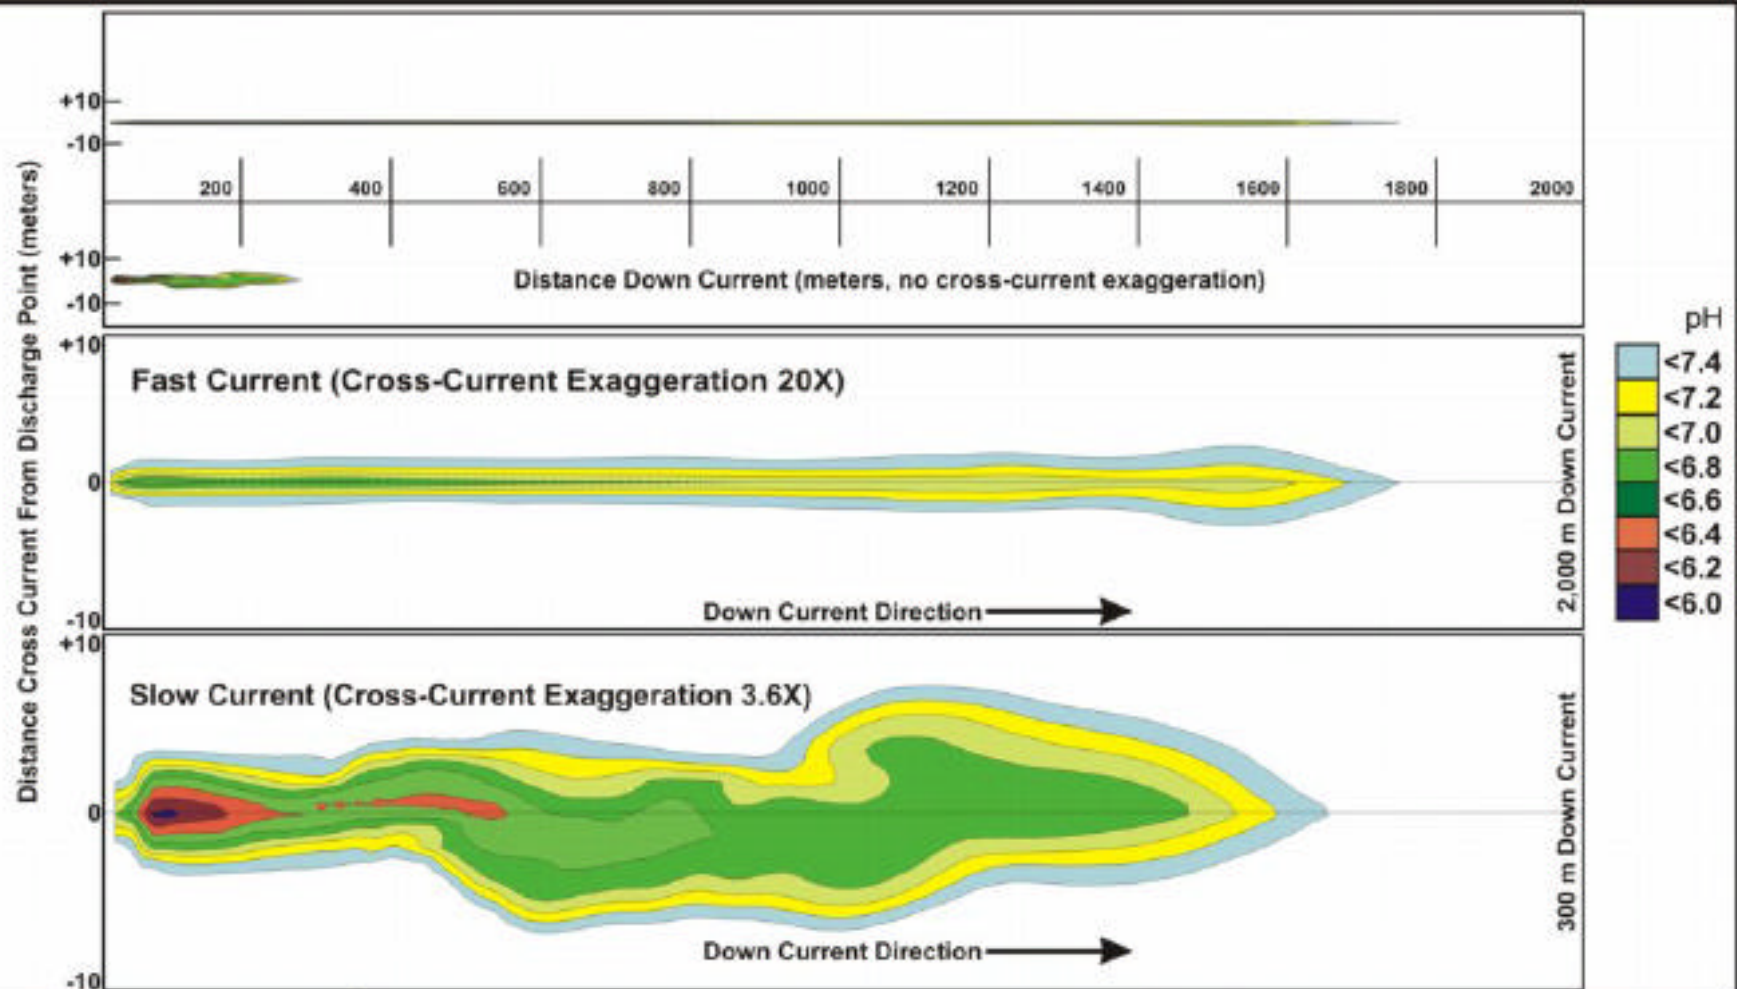 Distance Cross Current From Discharge Point (meters)
+10
-10
200 400 600 800 1000 1200 1400 1600 1800 2000
+10
Distance Down Current (meters, no cross-current exaggeration)
-10
+10
Fast Current (Cross-Current Exaggeration 20X)
0
2,000 m Down Current
Down Current Direction
-10
+10
Slow Current (Cross-Current Exaggeration 3.6X)
0
300 m Down Current
Down Current Direction
-10
pH
<7.4
<7.2
<7.0
<6.8
<6.6
<6.4
<6.2
<6.0